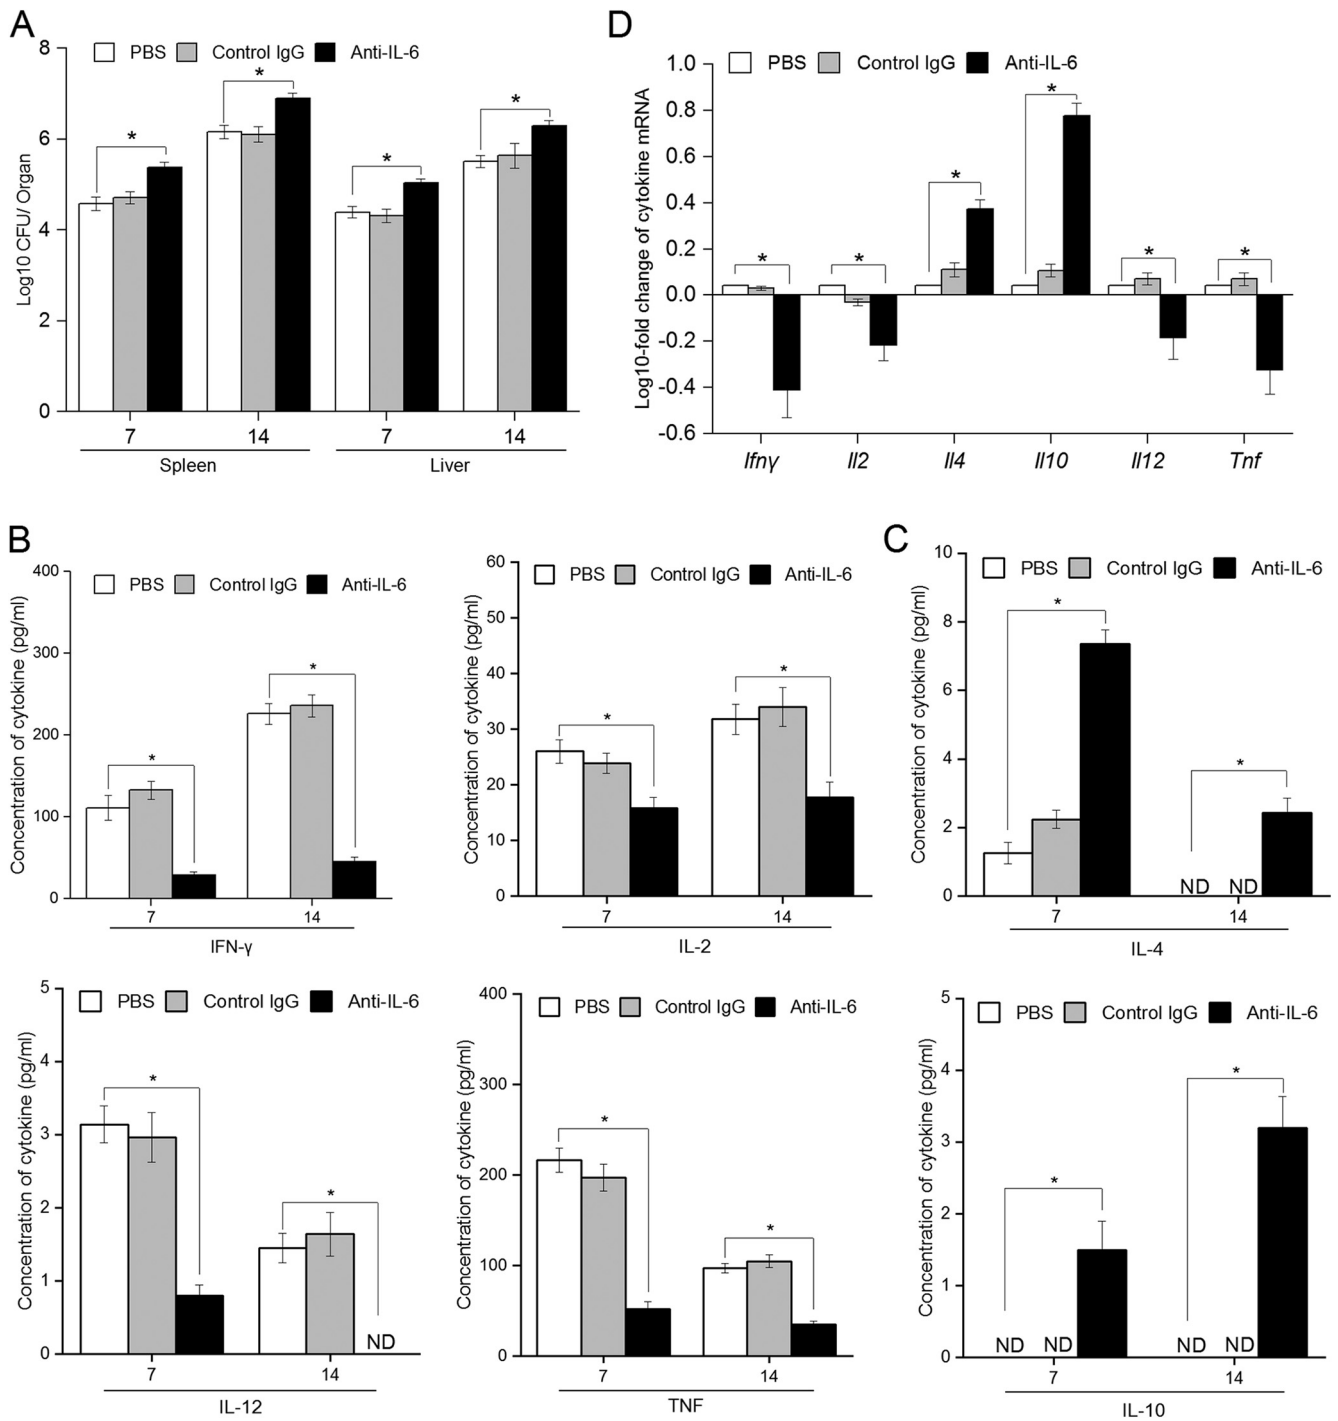 A
PBS Control IgG Anti-IL-6
Log10 CFU/ Organ
8
6
4
2
0
* * * *
7 14 7 14
Spleen Liver
D
PBS Control IgG Anti-IL-6
Log10-fold change of cytokine mRNA
1.0
0.8
0.6
0.4
0.2
0.0
-0.2
-0.4
-0.6
* * * * * *
Ifnγ Il2 Il4 Il10 Il12 Tnf
B
PBS Control IgG Anti-IL-6
Concentration of cytokine (pg/ml)
400
300
200
100
0
* *
7 14
IFN-γ
PBS Control IgG Anti-IL-6
Concentration of cytokine (pg/ml)
60
50
40
30
20
10
0
* *
7 14
IL-2
C
PBS Control IgG Anti-IL-6
Concentration of cytokine (pg/ml)
10
8
6
4
2
0
* *
ND ND
7 14
IL-4
PBS Control IgG Anti-IL-6
Concentration of cytokine (pg/ml)
5
4
3
2
1
0
* *
ND
7 14
IL-12
PBS Control IgG Anti-IL-6
Concentration of cytokine (pg/ml)
400
300
200
100
0
* *
7 14
TNF
PBS Control IgG Anti-IL-6
Concentration of cytokine (pg/ml)
5
4
3
2
1
0
* *
ND ND ND ND
7 14
IL-10